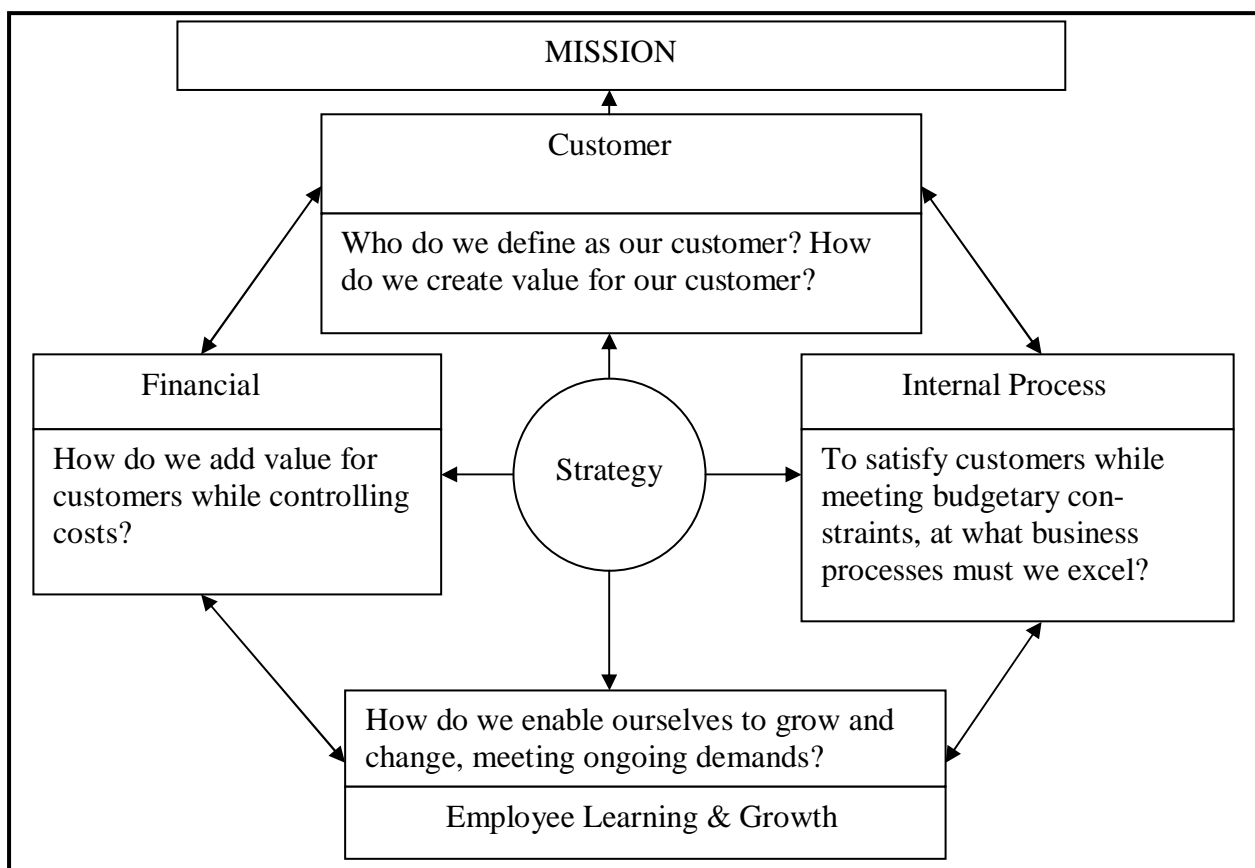 MISSION
Customer
Who do we define as our customer? How
do we create value for our customer?
Financial
How do we add value for
customers while controlling
costs?
Strategy
Internal Process
To satisfy customers while
meeting budgetary con-
straints, at what business
processes must we excel?
How do we enable ourselves to grow and
change, meeting ongoing demands?
Employee Learning & Growth